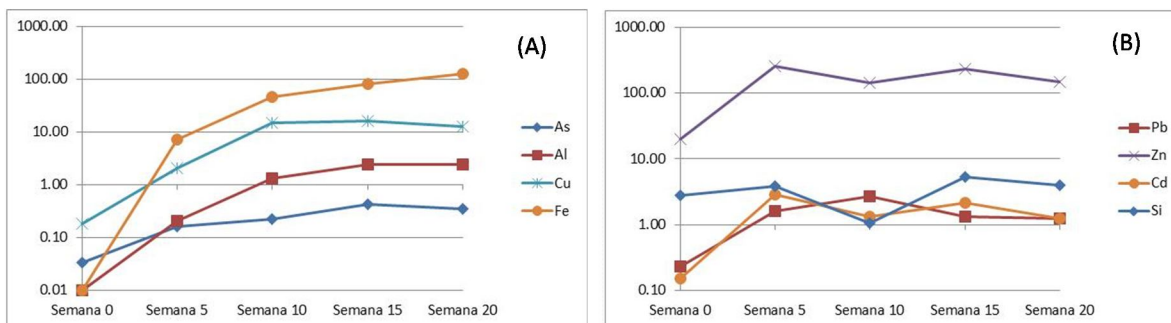 1000.00
(A)
100.00
10.00
1.00
0.10
0.01
Semana 0 Semana 5 Semana 10 Semana 15 Semana 20
As
Al
Cu
Fe
1000.00
(B)
100.00
10.00
1.00
0.10
Semana 0 Semana 5 Semana 10 Semana 15 Semana 20
Pb
Zn
Cd
Si